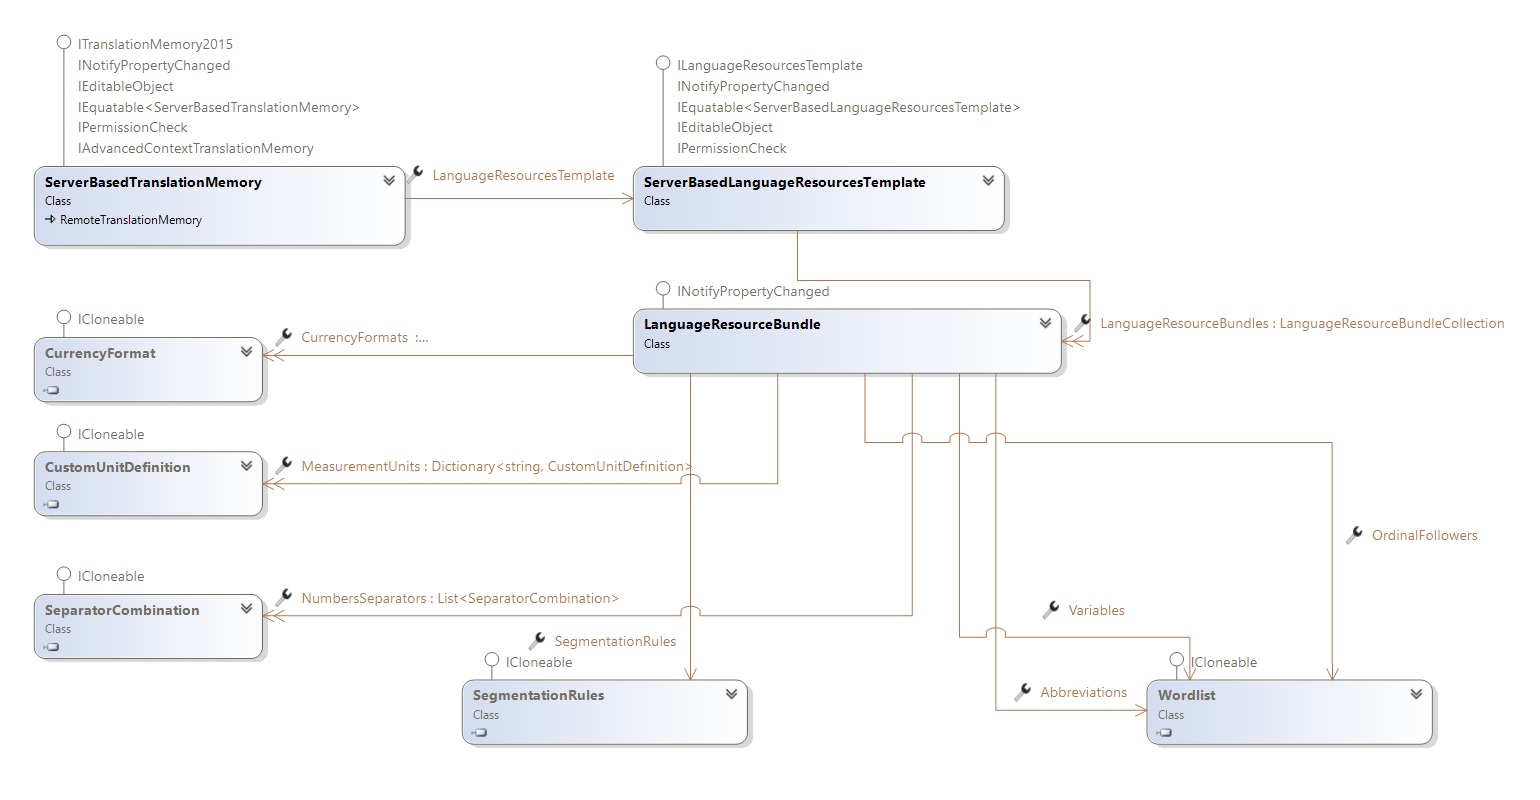 ITranslationMemory2015
INotifyPropertyChanged
IEditableObject
IEquatable<ServerBasedTranslationMemory>
IPermissionCheck
IAdvancedContextTranslationMemory
ServerBasedTranslationMemory
Class
RemoteTranslationMemory
LanguageResourcesTemplate
ILanguageResourcesTemplate
INotifyPropertyChanged
IEquatable<ServerBasedLanguageResourcesTemplate>
IEditableObject
IPermissionCheck
ServerBasedLanguageResourcesTemplate
Class
INotifyPropertyChanged
LanguageResourceBundle
Class
LanguageResourceBundles : LanguageResourceBundleCollection
ICloneable
CurrencyFormat
Class
CurrencyFormats :...
ICloneable
CustomUnitDefinition
Class
MeasurementUnits : Dictionary<string, CustomUnitDefinition>
OrdinalFollowers
ICloneable
SeparatorCombination
Class
NumbersSeparators : List<SeparatorCombination>
Variables
SegmentationRules
ICloneable
SegmentationRules
Class
Abbreviations
ICloneable
Wordlist
Class